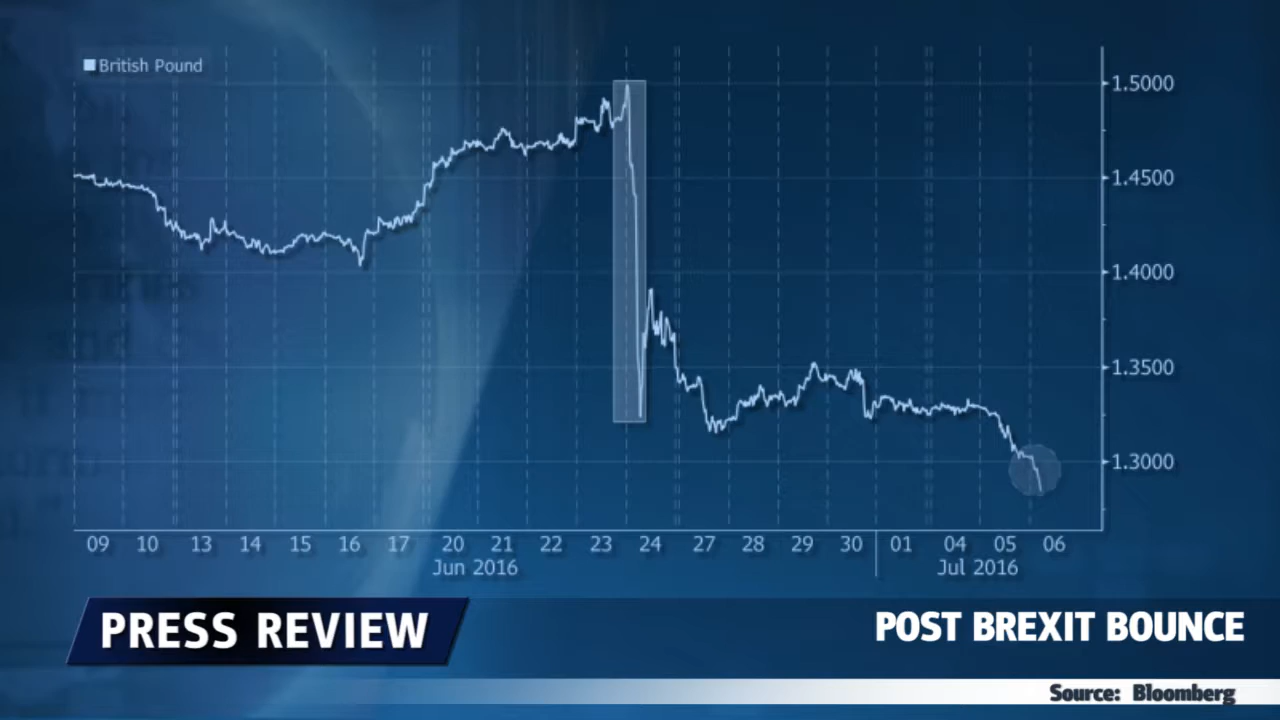 British Pound
1.5000
1.4500
1.4000
1.3500
1.3000
09 10 13 14 15 16 17 20 21 22 23 24 27 28 29 30 01 04 05 06
Jun 2016 Jul 2016
PRESS REVIEW
POST BREXIT BOUNCE
Source: Bloomberg